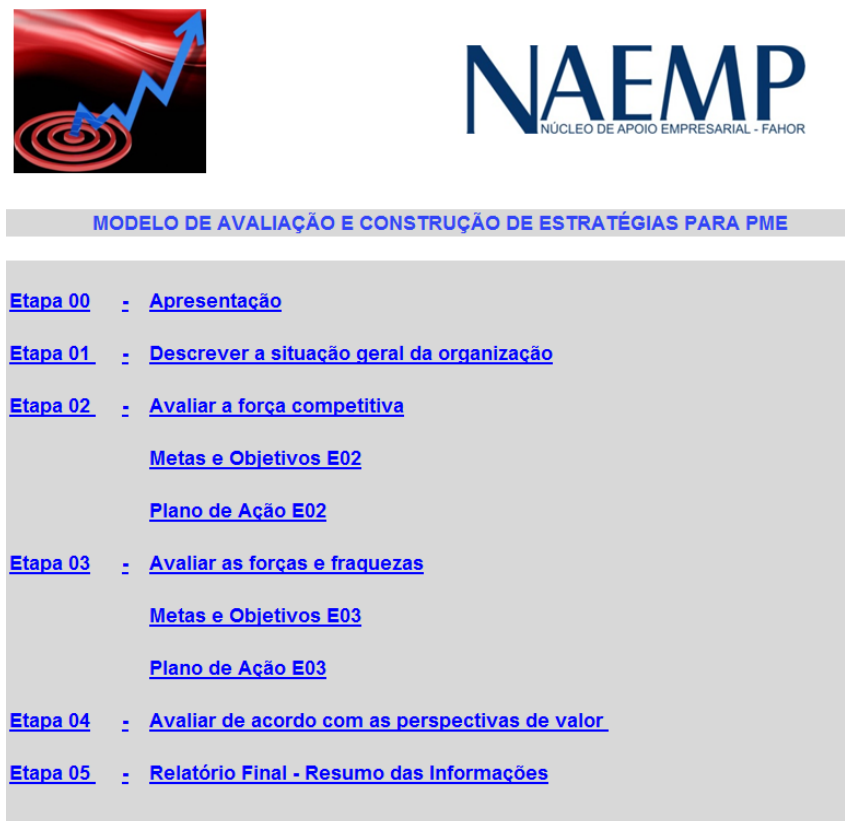 NAEMP
NÚCLEO DE APOIO EMPRESARIAL - FAHOR
MODELO DE AVALIAÇÃO E CONSTRUÇÃO DE ESTRATÉGIAS PARA PME
Etapa 00 - Apresentação
Etapa 01 - Descrever a situação geral da organização
Etapa 02 - Avaliar a força competitiva
Metas e Objetivos E02
Plano de Ação E02
Etapa 03 - Avaliar as forças e fraquezas
Metas e Objetivos E03
Plano de Ação E03
Etapa 04 - Avaliar de acordo com as perspectivas de valor
Etapa 05 - Relatório Final - Resumo das Informações